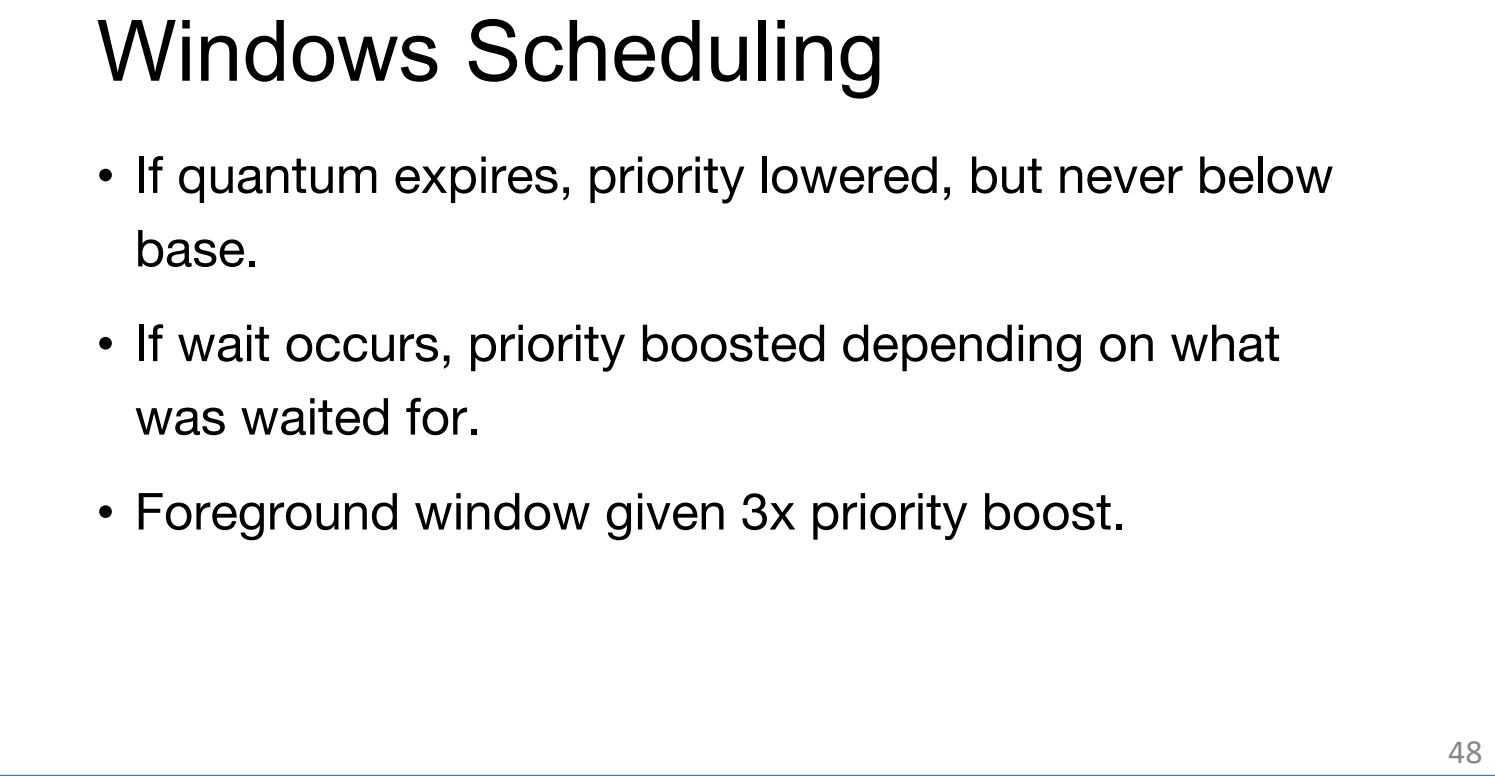 Windows Scheduling
• If quantum expires, priority lowered, but never below
base.
• If wait occurs, priority boosted depending on what
was waited for.
• Foreground window given 3x priority boost.
48